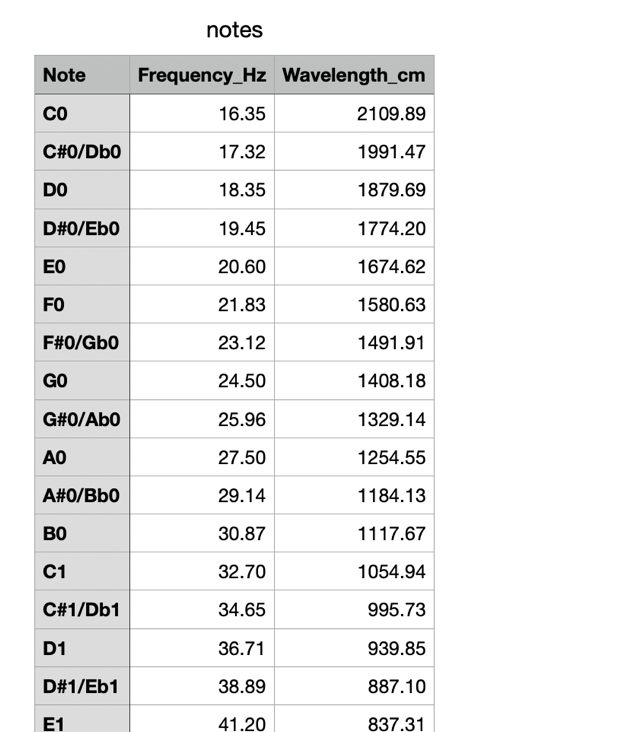 notes
Note Frequency_Hz Wavelength_cm
C0 16.35 2109.89
C#0/Db0 17.32 1991.47
D0 18.35 1879.69
D#0/Eb0 19.45 1774.20
E0 20.60 1674.62
F0 21.83 1580.63
F#0/Gb0 23.12 1491.91
G0 24.50 1408.18
G#0/Ab0 25.96 1329.14
A0 27.50 1254.55
A#0/Bb0 29.14 1184.13
B0 30.87 1117.67
C1 32.70 1054.94
C#1/Db1 34.65 995.73
D1 36.71 939.85
D#1/Eb1 38.89 887.10
E1 41.20 837.31